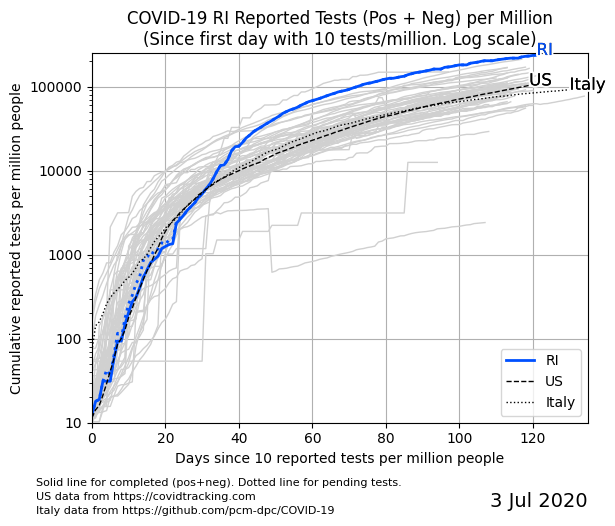 COVID-19 RI Reported Tests (Pos + Neg) per Million
(Since first day with 10 tests/million. Log scale)
RI
US
Italy
100000
10000
1000
100
10
Cumulative reported tests per million people
0 20 40 60 80 100 120
Days since 10 reported tests per million people
RI
US
Italy
Solid line for completed (pos+neg). Dotted line for pending tests.
US data from https://covidtracking.com
Italy data from https://github.com/pcm-dpc/COVID-19
3 Jul 2020